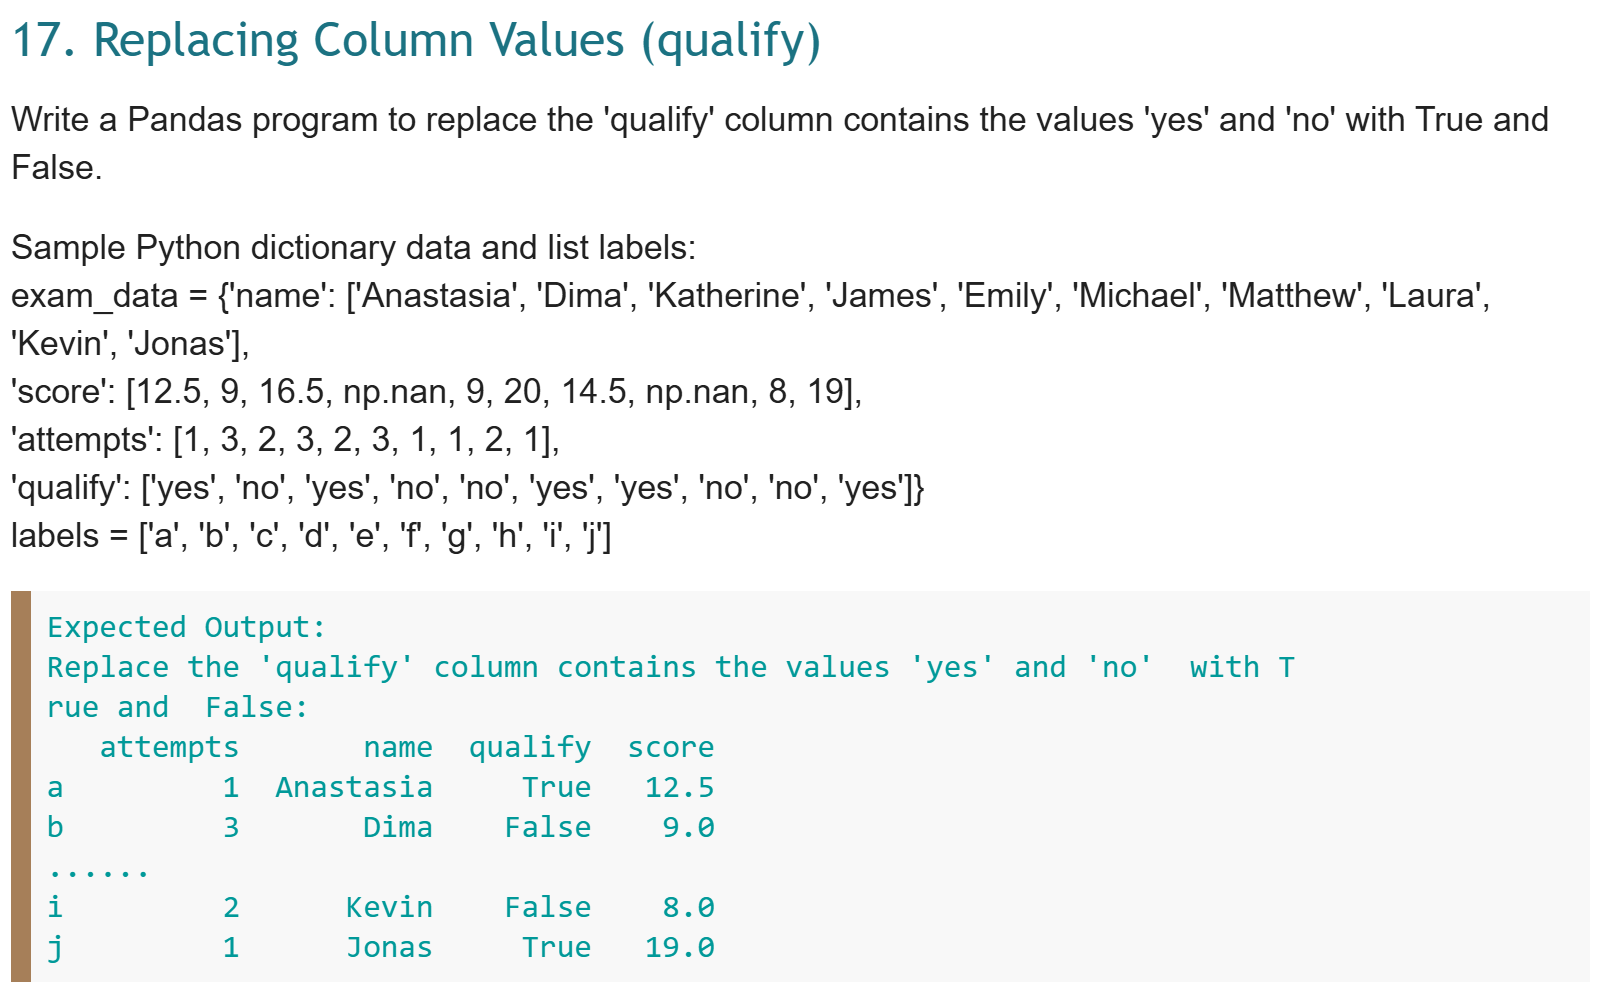 17. Replacing Column Values (qualify)
Write a Pandas program to replace the 'qualify' column contains the values 'yes' and 'no' with True and
False.
Sample Python dictionary data and list labels:
exam_data = {'name': ['Anastasia', 'Dima', 'Katherine', 'James', 'Emily', 'Michael', 'Matthew', 'Laura',
'Kevin', 'Jonas'],
'score': [12.5, 9, 16.5, np.nan, 9, 20, 14.5, np.nan, 8, 19],
'attempts': [1, 3, 2, 3, 2, 3, 1, 1, 2, 1],
'qualify': ['yes', 'no', 'yes', 'no', 'no', 'yes', 'yes', 'no', 'no', 'yes']}
labels = ['a', 'b', 'c', 'd', 'e', 'f', 'g', 'h', 'i', 'j']
Expected Output:
Replace the 'qualify' column contains the values 'yes' and 'no'  with T
rue and  False:
   attempts       name  qualify  score
a         1  Anastasia     True   12.5
b         3       Dima    False    9.0
......
i         2      Kevin    False    8.0
j         1      Jonas     True   19.0